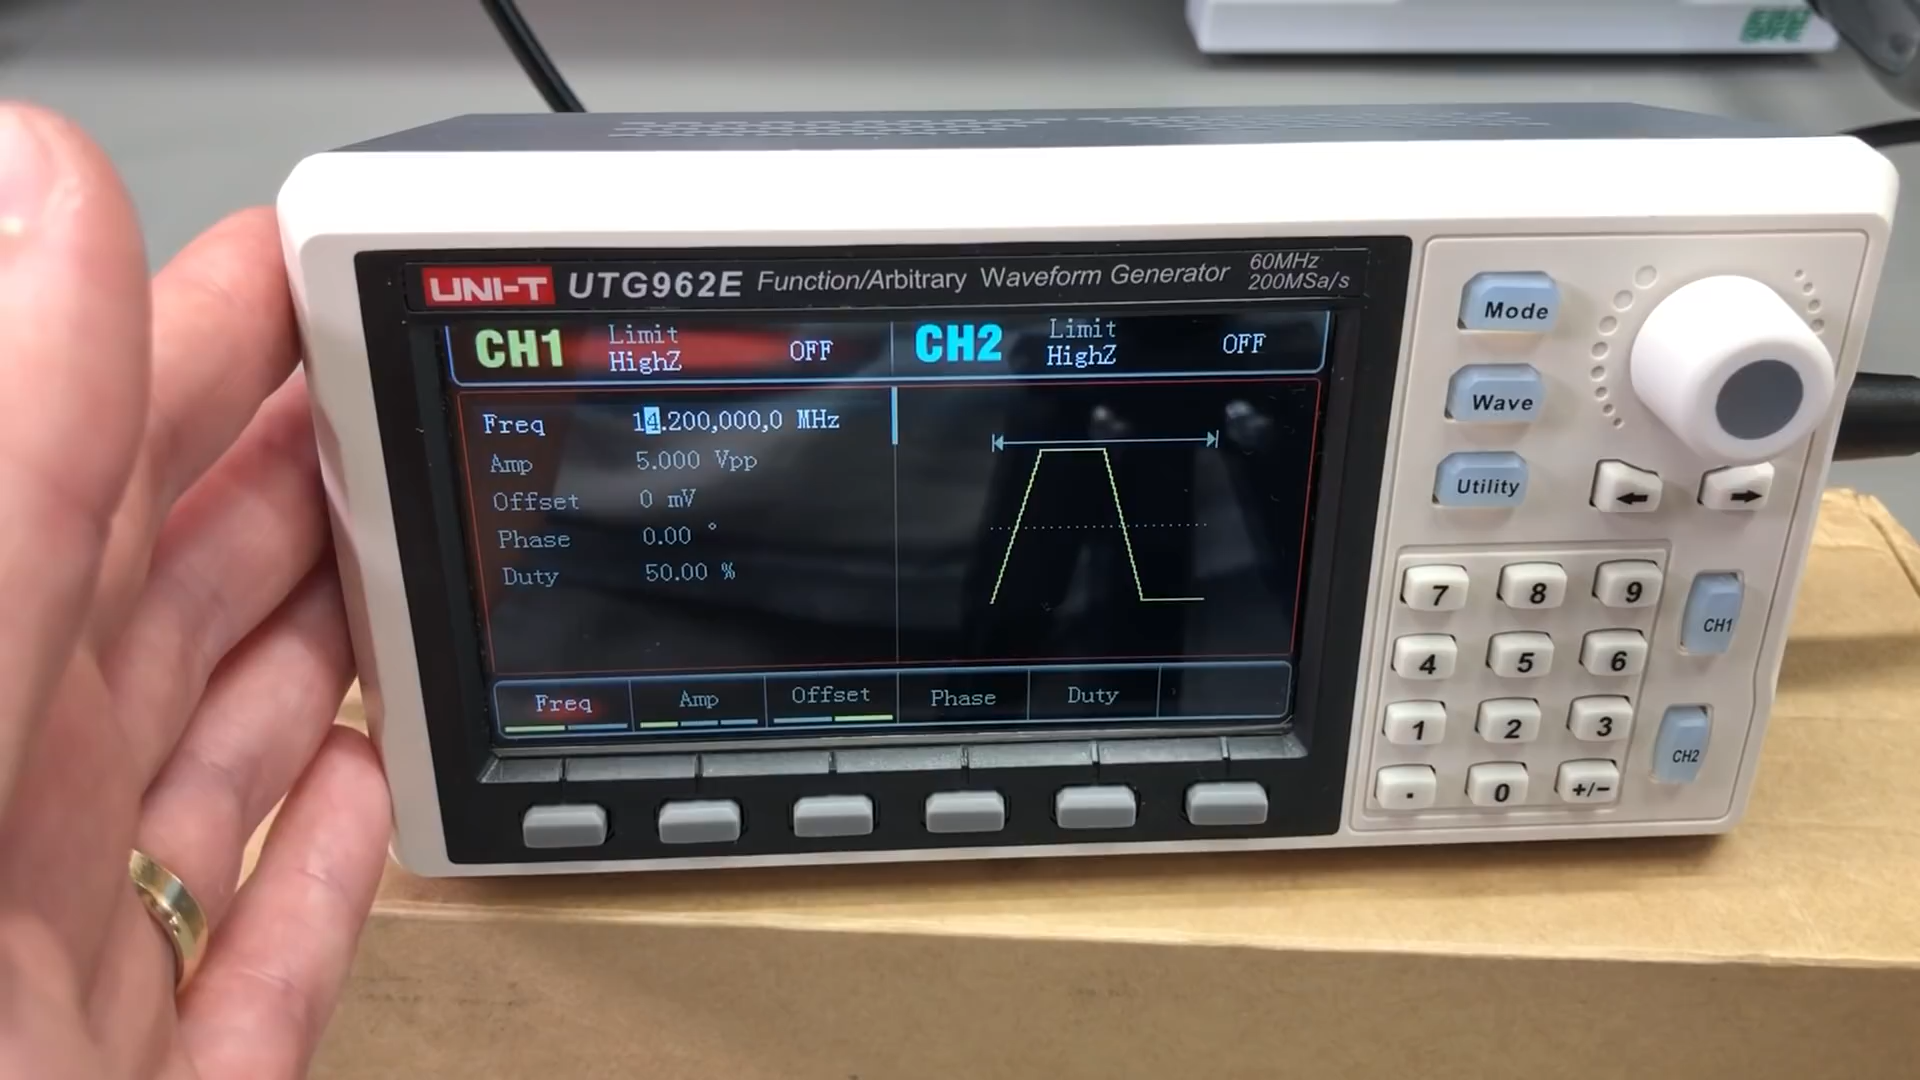 UNI-T UTG962E Function/Arbitrary Waveform Generator 60MHz 200MSa/s
CH1 Limit HighZ OFF CH2 Limit HighZ OFF
Freq 14.200,000,0 MHz
Amp 5.000 Vpp
Offset 0 mV
Phase 0.00 °
Duty 50.00 %
Freq Amp Offset Phase Duty
Mode
Wave
Utility
7 8 9
4 5 6
1 2 3
. 0 +/-
CH1
CH2